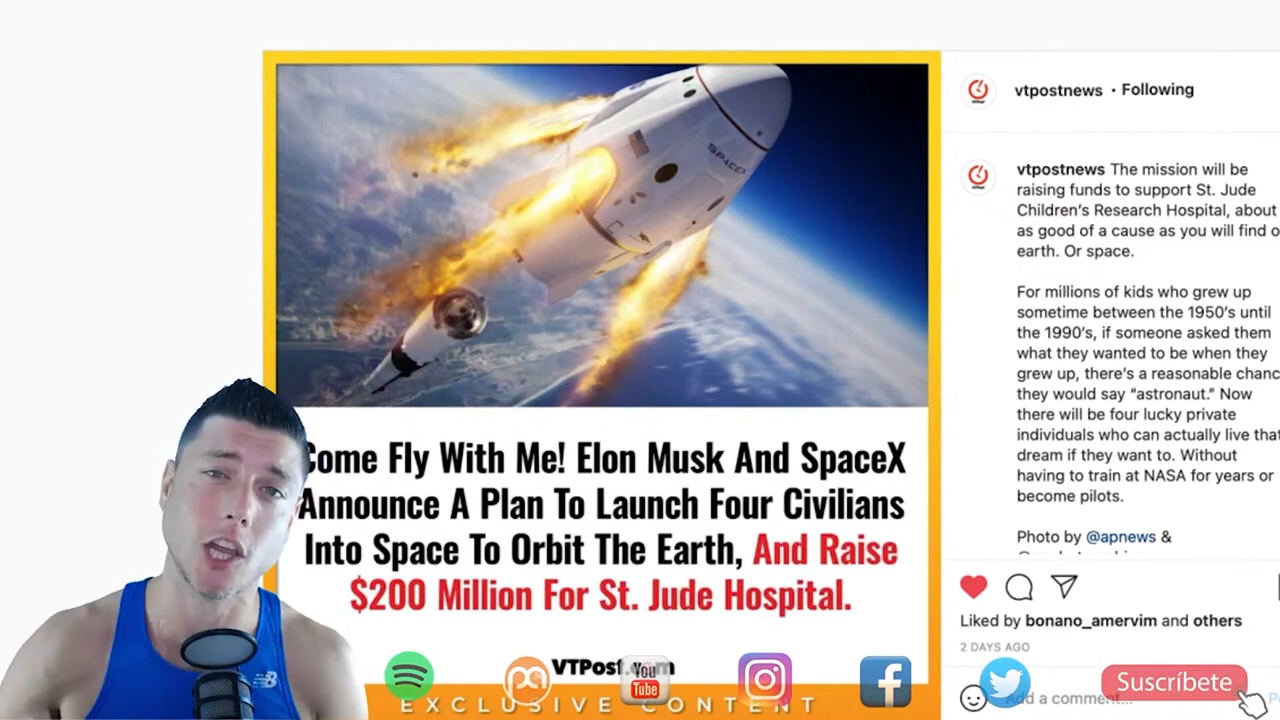 SPACEX
Come Fly With Me! Elon Musk And SpaceX
Announce A Plan To Launch Four Civilians
Into Space To Orbit The Earth, And Raise
$200 Million For St. Jude Hospital.
VTPost.com
EXCLUSIVE CONTENT
You
Tube
vtpostnews • Following
vtpostnews The mission will be
raising funds to support St. Jude
Children's Research Hospital, about
as good of a cause as you will find
earth. Or space.
For millions of kids who grew up
sometime between the 1950's until
the 1990's, if someone asked them
what they wanted to be when they
grew up, there's a reasonable
they would say “astronaut.” Now
there will be four lucky private
individuals who can actually live that
dream if they want to. Without
having to train at NASA for years or
become pilots.
Photo by @apnews &
Liked by bonano_amervim and others
2 DAYS AGO
Add a comment...
Suscríbete